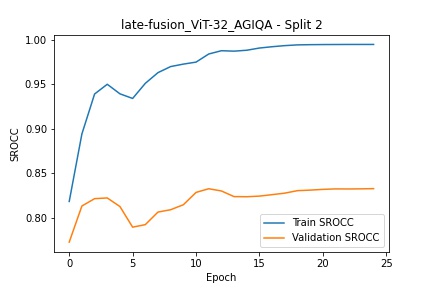 late-fusion_ViT-32_AGIQA - Split 2
1.00
0.95
0.90
0.85
0.80
SROCC
0 5 10 15 20 25
Epoch
Train SROCC
Validation SROCC